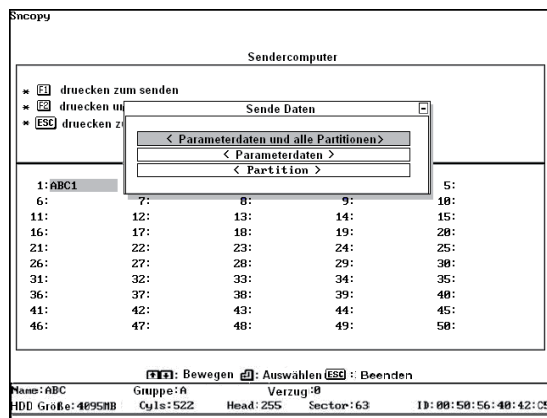 Sncopy
Sendercomputer
* F1 druecken zum senden
* F2 druecken
* ESC druecken
Sende Daten
< Parameterdaten und alle Partitionen>
< Parameterdaten >
< Partition >
1: ABC1 5:
6: 7: 8: 9: 10:
11: 12: 13: 14: 15:
16: 17: 18: 19: 20:
21: 22: 23: 24: 25:
26: 27: 28: 29: 30:
31: 32: 33: 34: 35:
36: 37: 38: 39: 40:
41: 42: 43: 44: 45:
46: 47: 48: 49: 50:
: Bewegen : Auswählen ESC : Beenden
Name:ABC Gruppe:A Verzug:0
HDD Größe:4095MB Cyls:522 Head:255 Sector:63 ID:00:50:56:40:42:C5